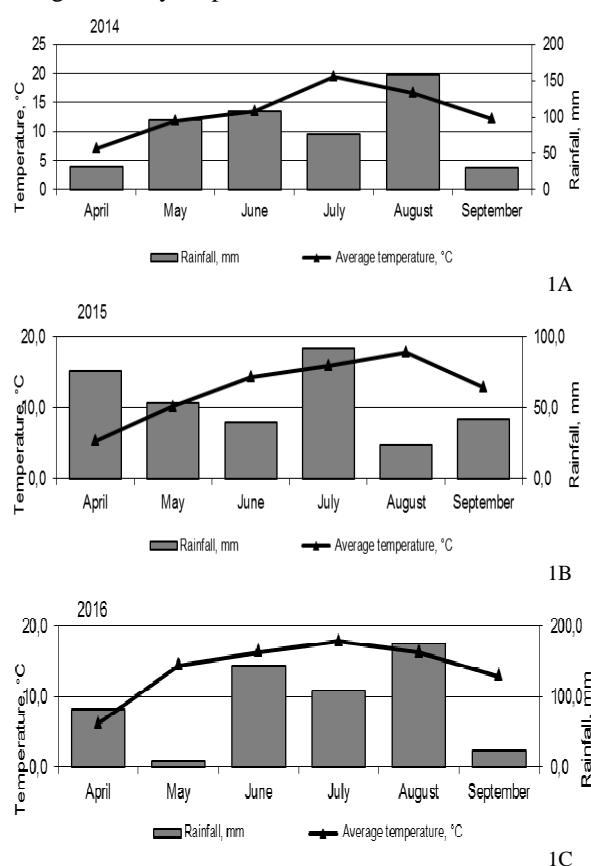 2014
Temperature, °C
25
20
15
10
5
0
200
150
100
50
0
Rainfall, mm
April May June July August September
Rainfall, mm Average temperature, °C
1A
2015
Temperature, °C
20,0
10,0
0,0
100,0
50,0
0,0
Rainfall, mm
April May June July August September
Rainfall, mm Average temperature, °C
1B
2016
Temperature, °C
20,0
10,0
0,0
200,0
100,0
0,0
Rainfall, mm
April May June July August September
Rainfall, mm Average temperature, °C
1C